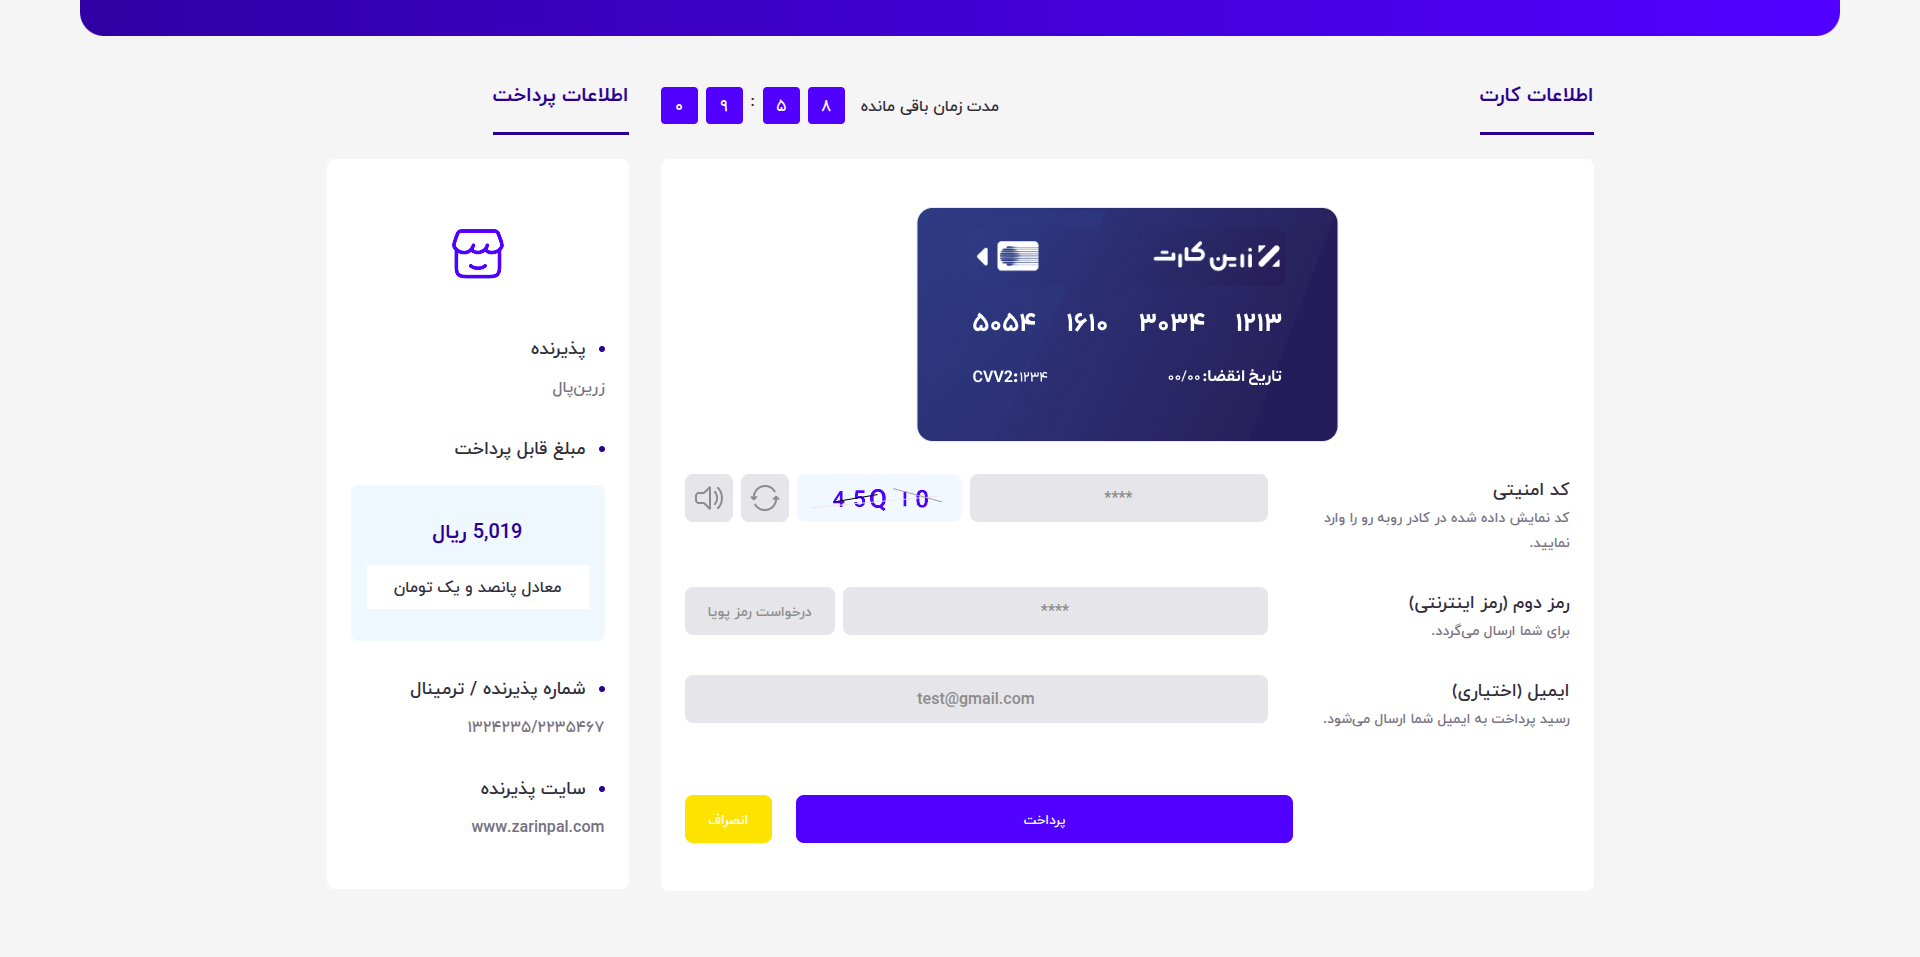 اطلاعات کارت
مدت زمان باقی مانده
۰ ۹ : ۵ ۸
زرین کارت
۵۰۵۴ ۱۶۱۰ ۳۰۳۴ ۱۲۱۳
تاریخ انقضا: ۰۰/۰۰
CVV2: ۱۲۳۴
کد امنیتی
کد نمایش داده شده در کادر روبه رو را وارد
نمایید.
****
45Q I0
رمز دوم (رمز اینترنتی)
برای شما ارسال می‌گردد.
****
درخواست رمز پویا
ایمیل (اختیاری)
رسید پرداخت به ایمیل شما ارسال می‌شود.
test@gmail.com
پرداخت
انصراف
اطلاعات پرداخت
پذیرنده
زرین‌پال
مبلغ قابل پرداخت
5,019 ریال
معادل پانصد و یک تومان
شماره پذیرنده / ترمینال
۱۳۲۴۲۳۵/۲۲۳۵۴۶۷
سایت پذیرنده
www.zarinpal.com